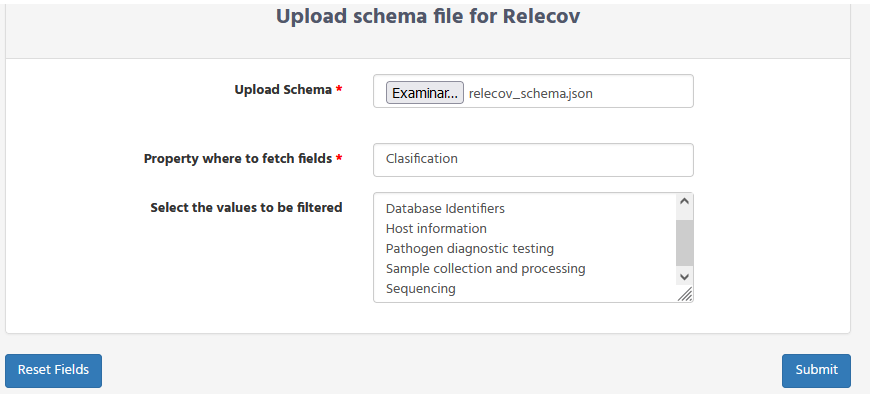 Upload schema file for Relecov
Upload Schema *
Examinar... relecov_schema.json
Property where to fetch fields *
Clasification
Select the values to be filtered
Database Identifiers
Host information
Pathogen diagnostic testing
Sample collection and processing
Sequencing
Reset Fields
Submit